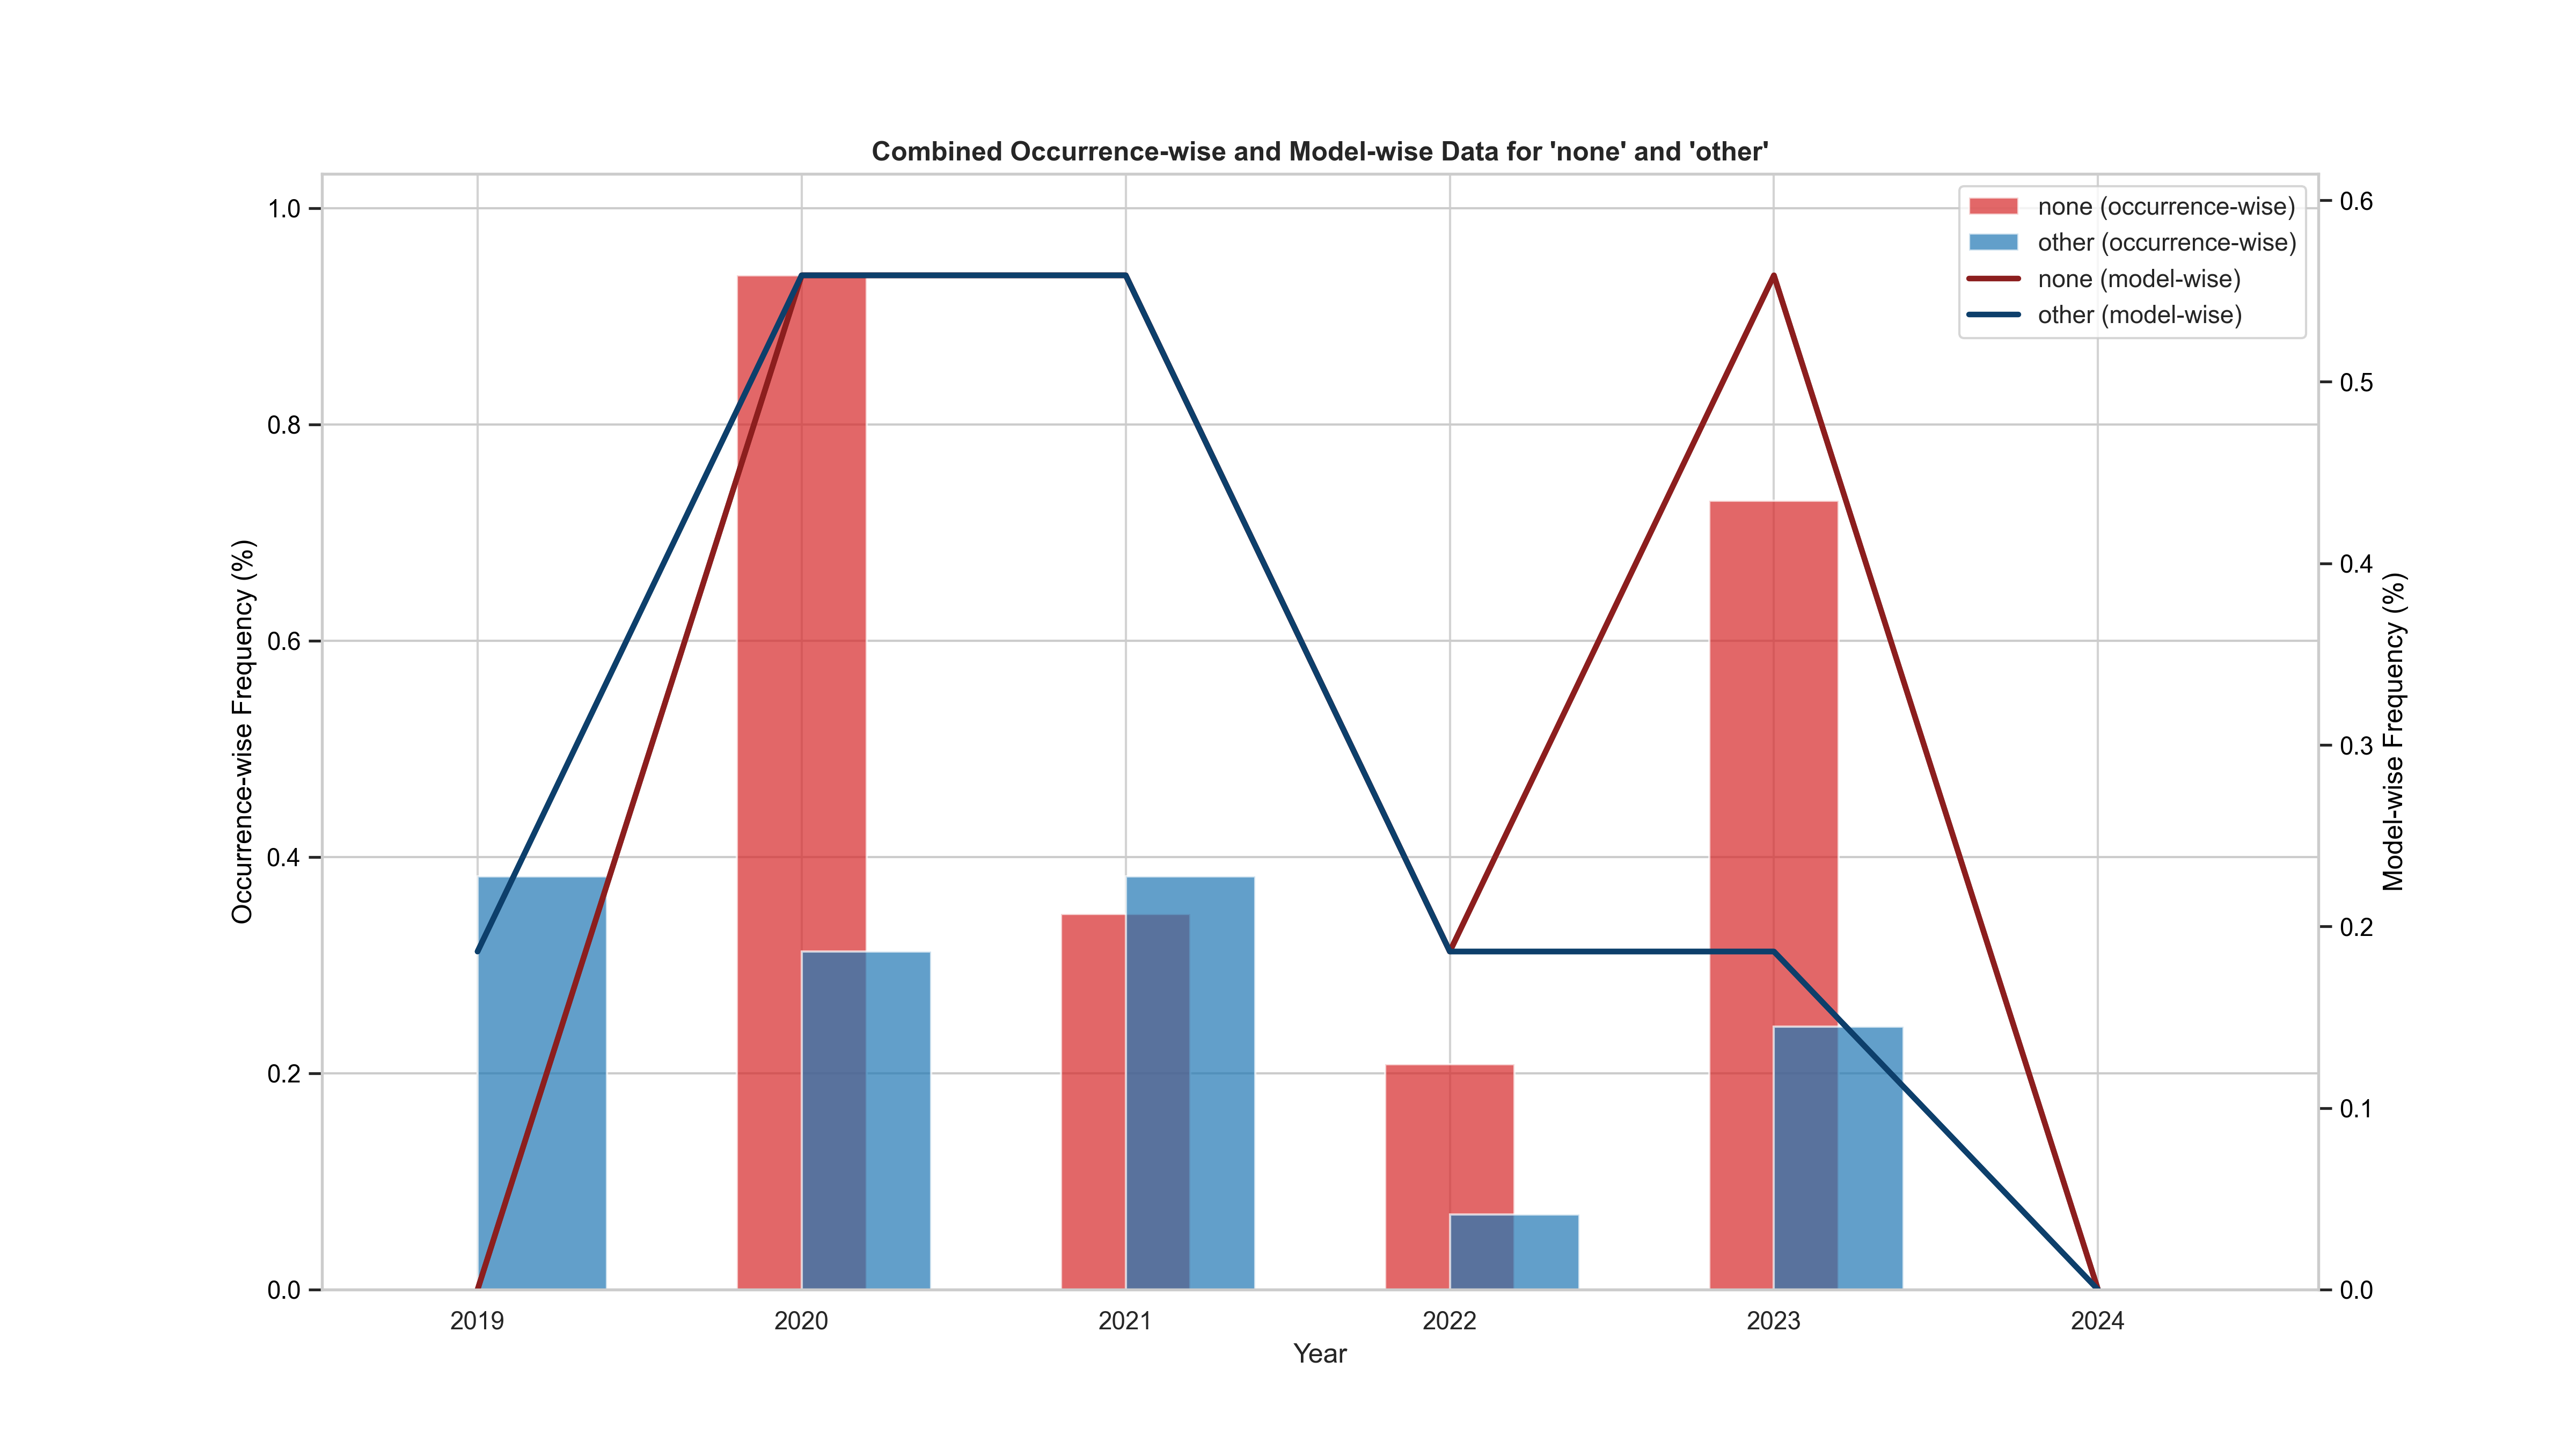 Combined Occurrence-wise and Model-wise Data for 'none' and 'other'
none (occurrence-wise)
other (occurrence-wise)
none (model-wise)
other (model-wise)
Occurrence-wise Frequency (%)
1.0
0.8
0.6
0.4
0.2
0.0
Model-wise Frequency (%)
0.6
0.5
0.4
0.3
0.2
0.1
0.0
2019 2020 2021 2022 2023 2024
Year